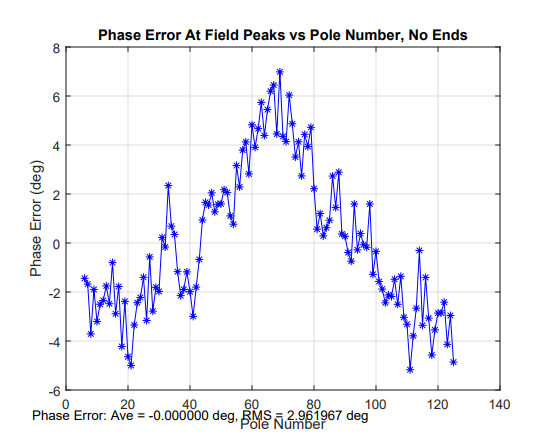 Phase Error At Field Peaks vs Pole Number, No Ends
8
6
4
2
0
-2
-4
-6
Phase Error (deg)
0 20 40 60 80 100 120 140
Phase Error: Ave = -0.000000 deg, RMS = 2.961967 deg
Pole Number